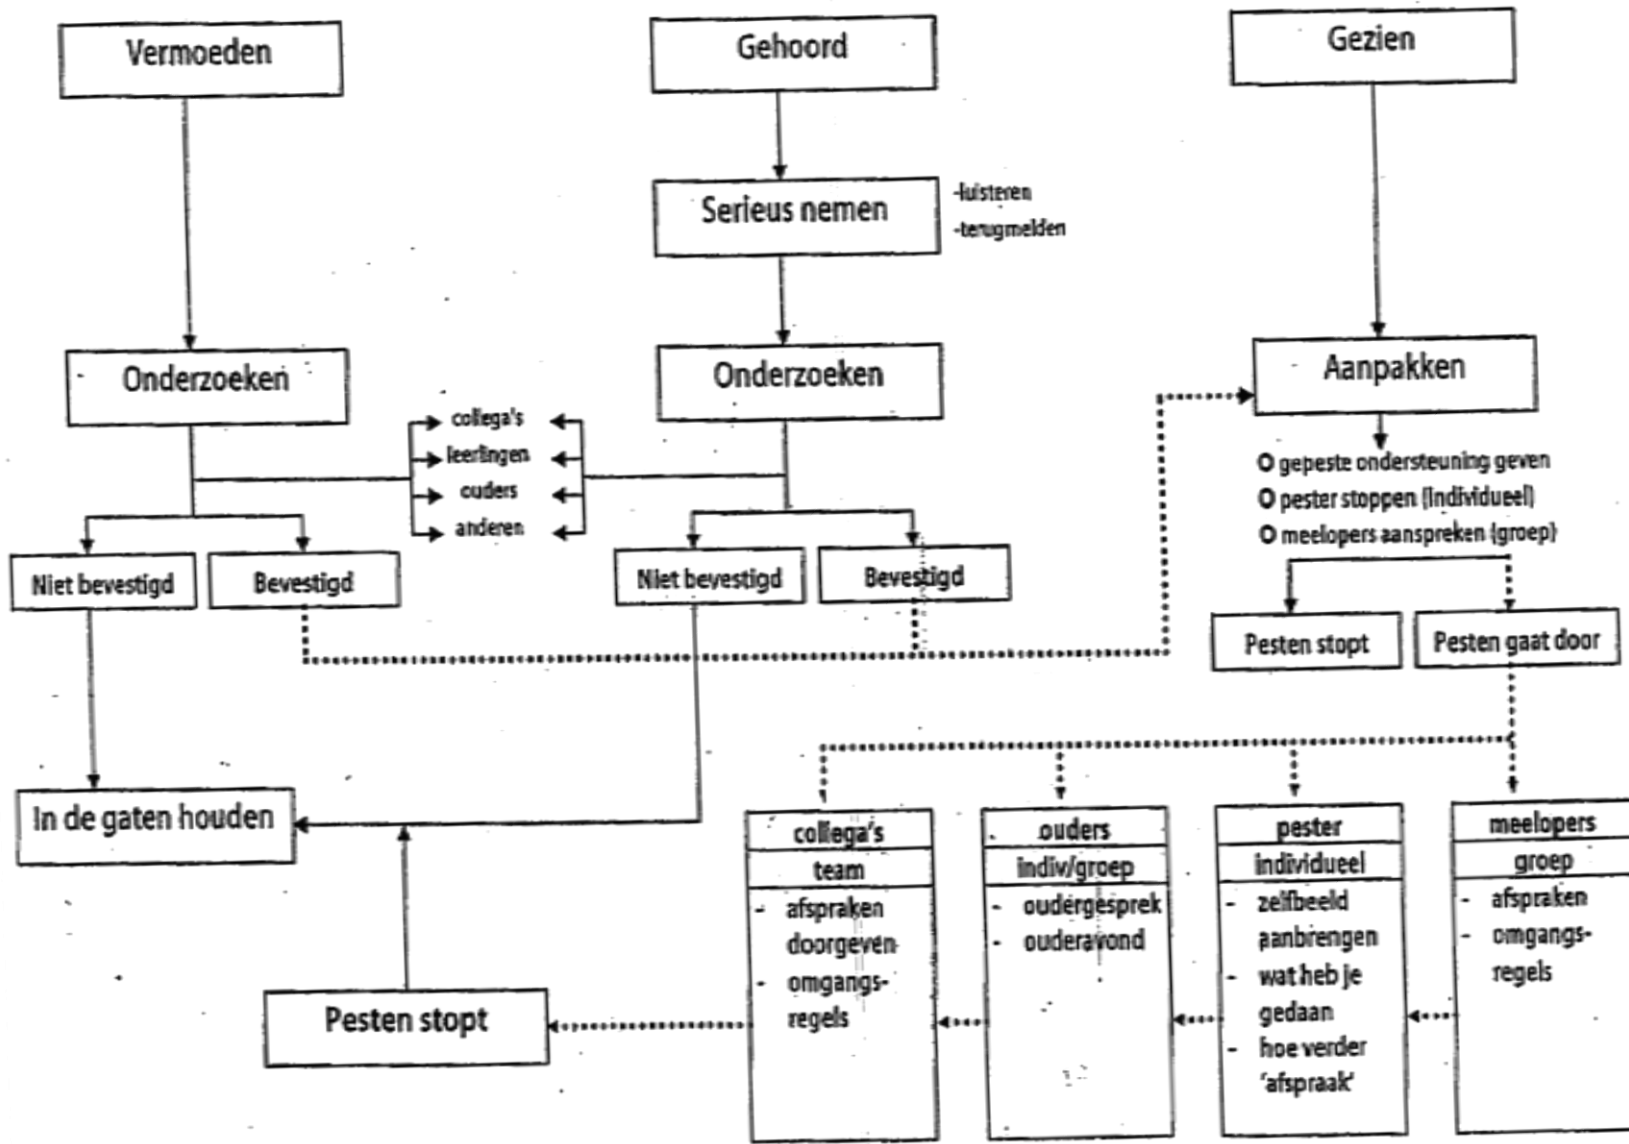 Vermoeden
Gehoord
Gezien
Serieus nemen
-luisteren
-terugmelden
Onderzoeken
Onderzoeken
Aanpakken
collega's
leerlingen
ouders
anderen
O gepeste ondersteuning geven
O pester stoppen (individueel)
O meelopers aanspreken (groep)
Niet bevestigd
Bevestigd
Niet bevestigd
Bevestigd
Pesten stopt
Pesten gaat door
In de gaten houden
collega's
team
- afspraken
doorgeven
- omgangs-
regels
ouders
indiv/groep
- oudergesprek
- ouderavond
pester
individueel
- zelfbeeld
aanbrengen
- wat heb je
gedaan
- hoe verder
'afspraak'
meelopers
groep
- afspraken
- omgangs-
regels
Pesten stopt